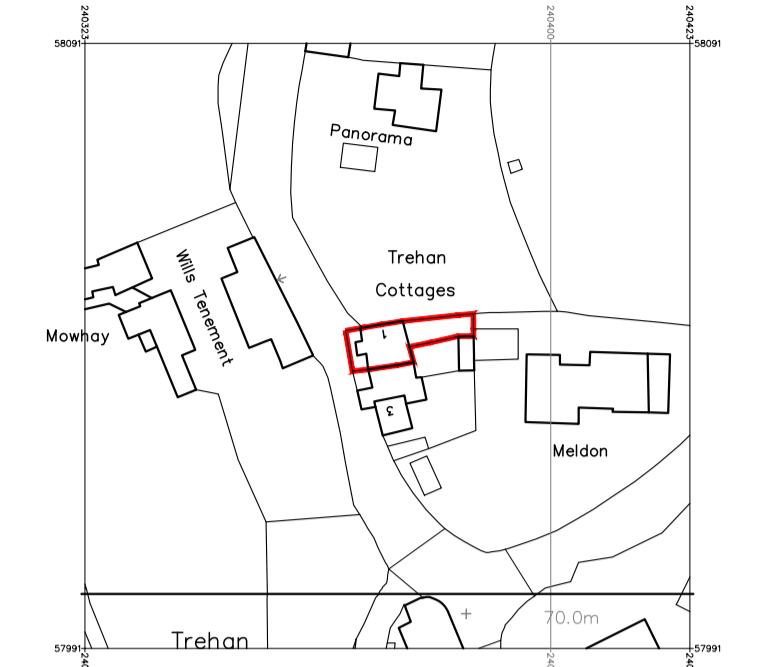 240323
240400
240423
58091
58091
Panorama
Trehan
Cottages
Wills Tenement
Mowhay
1
3
Meldon
70.0m
Trehan
57991
57991